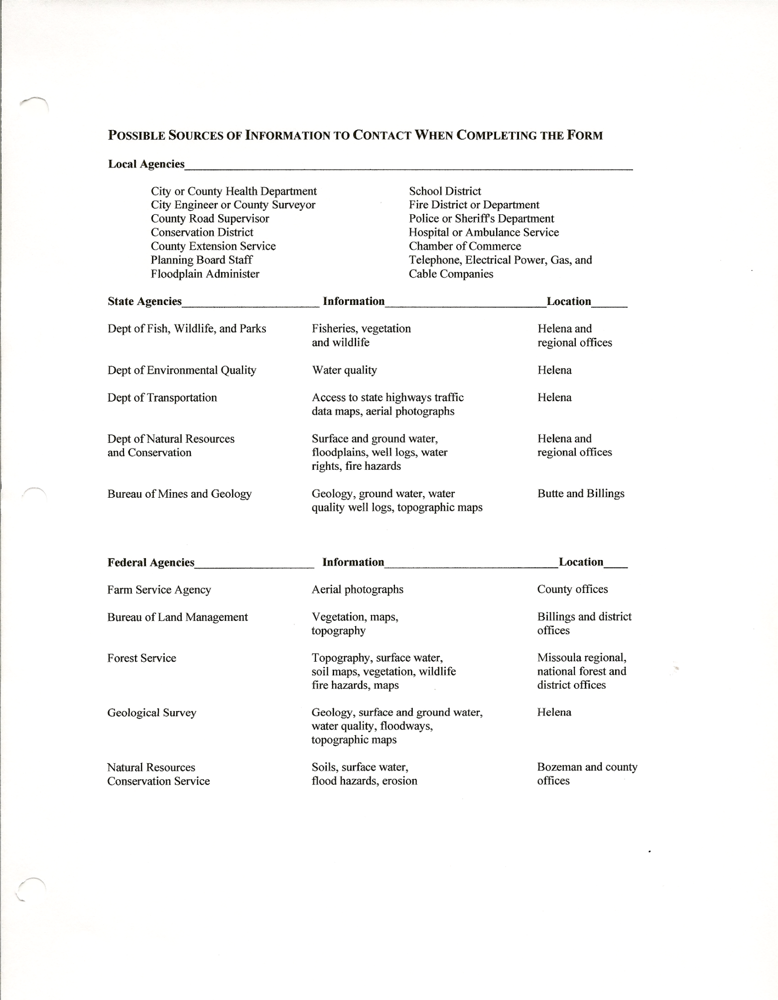 POSSIBLE SOURCES OF INFORMATION TO CONTACT WHEN COMPLETING THE FORM
Local Agencies
City or County Health Department School District
City Engineer or County Surveyor Fire District or Department
County Road Supervisor Police or Sheriff's Department
Conservation District Hospital or Ambulance Service
County Extension Service Chamber of Commerce
Planning Board Staff Telephone, Electrical Power, Gas, and
Floodplain Administer Cable Companies
State Agencies Information Location
Dept of Fish, Wildlife, and Parks Fisheries, vegetation Helena and
and wildlife regional offices
Dept of Environmental Quality Water quality Helena
Dept of Transportation Access to state highways traffic Helena
data maps, aerial photographs
Dept of Natural Resources Surface and ground water, Helena and
and Conservation floodplains, well logs, water regional offices
rights, fire hazards
Bureau of Mines and Geology Geology, ground water, water Butte and Billings
quality well logs, topographic maps
Federal Agencies Information Location
Farm Service Agency Aerial photographs County offices
Bureau of Land Management Vegetation, maps, Billings and district
topography offices
Forest Service Topography, surface water, Missoula regional,
soil maps, vegetation, wildlife national forest and
fire hazards, maps district offices
Geological Survey Geology, surface and ground water, Helena
water quality, floodways,
topographic maps
Natural Resources Soils, surface water, Bozeman and county
Conservation Service flood hazards, erosion offices